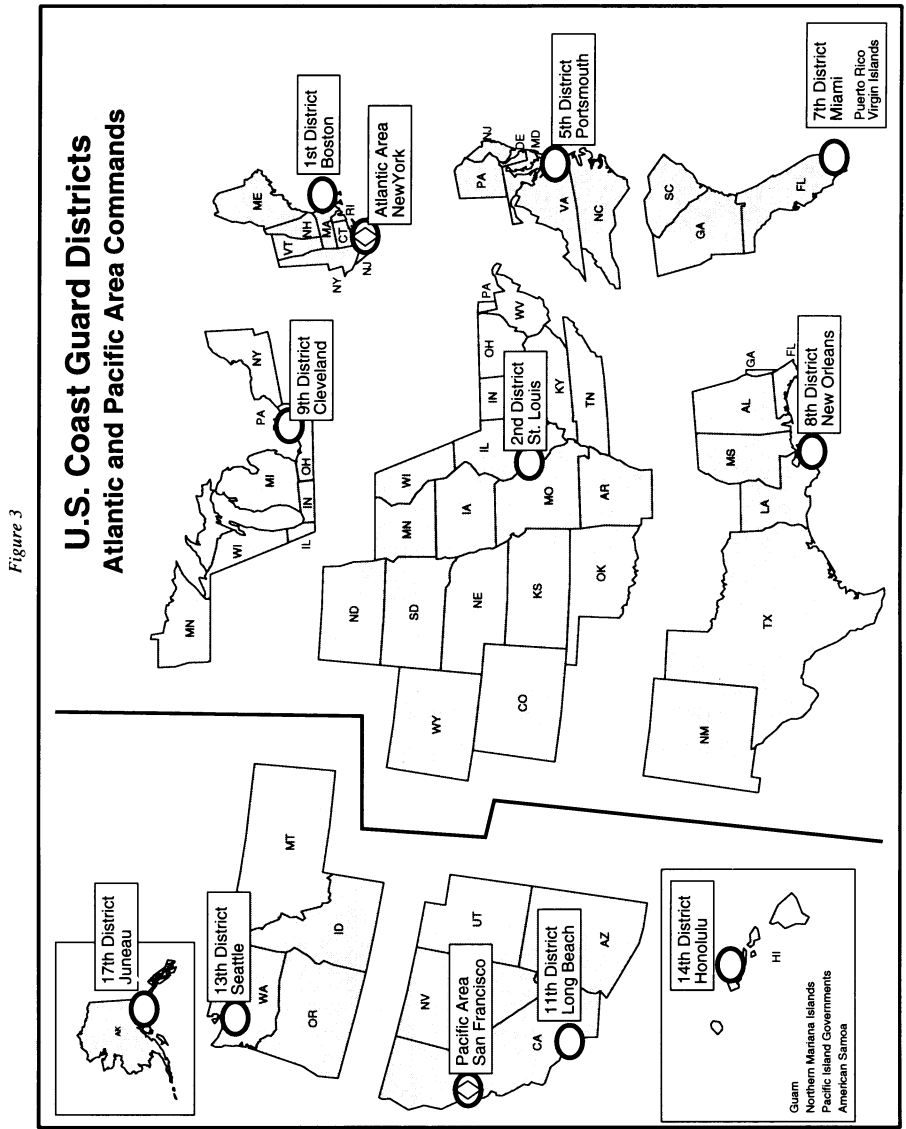 Figure 3
U.S. Coast Guard Districts
Atlantic and Pacific Area Commands
17th District
Juneau
AK
13th District
Seattle
WA
MT
ID
OR
Pacific Area
San Francisco
NV
UT
CA
AZ
11th District
Long Beach
14th District
Honolulu
HI
Guam
Northern Mariana Islands
Pacific Island Governments
American Samoa
MN
WI
MI
IL
IN
OH
PA
NY
9th District
Cleveland
ME
VT
NH
MA
CT
RI
NY
NJ
1st District
Boston
Atlantic Area
NewYork
ND
SD
NE
KS
OK
WY
CO
MN
WI
IA
IL
MO
AR
IN
OH
PA
WV
KY
TN
2nd District
St. Louis
PA
NJ
DE
MD
VA
NC
5th District
Portsmouth
NM
TX
LA
MS
AL
GA
FL
8th District
New Orleans
SC
GA
FL
7th District
Miami
Puerto Rico
Virgin Islands